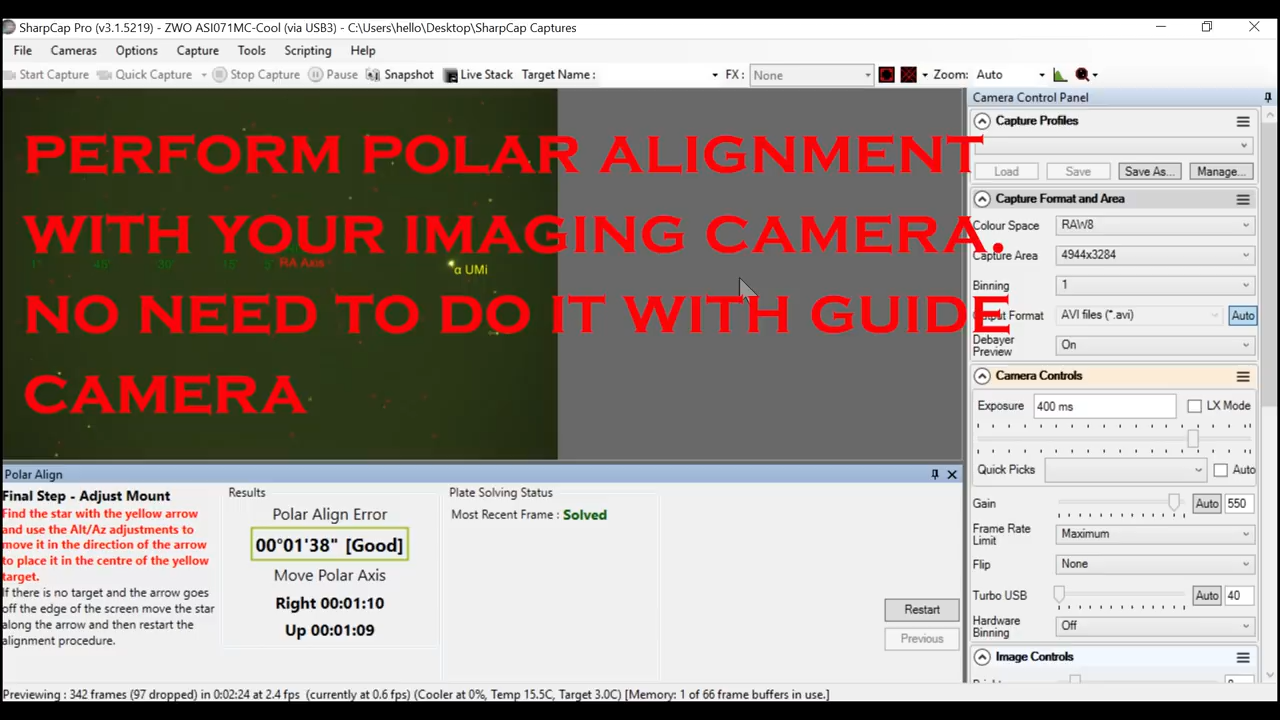 SharpCap Pro (v3.1.5219) - ZWO ASI071MC-Cool (via USB3) - C:\Users\hello\Desktop\SharpCap Captures
File Cameras Options Capture Tools Scripting Help
Start Capture Quick Capture Stop Capture Pause Snapshot Live Stack Target Name : FX : None Zoom: Auto
PERFORM POLAR ALIGNMENT
WITH YOUR IMAGING CAMERA.
NO NEED TO DO IT WITH GUIDE
CAMERA
1° 45' 30' 15' 5' RA Axis
α UMi
Camera Control Panel
Capture Profiles
Load Save Save As... Manage...
Capture Format and Area
Colour Space RAW8
Capture Area 4944x3284
Binning 1
Output Format AVI files (*.avi) Auto
Debayer
Preview On
Camera Controls
Exposure 400 ms LX Mode
Quick Picks Auto
Gain Auto 550
Frame Rate
Limit Maximum
Flip None
Turbo USB Auto 40
Hardware
Binning Off
Image Controls
Polar Align
Final Step - Adjust Mount
Find the star with the yellow arrow
and use the Alt/Az adjustments to
move it in the direction of the arrow
to place it in the centre of the yellow
target.
If there is no target and the arrow goes
off the edge of the screen move the star
along the arrow and then restart the
alignment procedure.
Results
Polar Align Error
00°01'38" [Good]
Move Polar Axis
Right 00:01:10
Up 00:01:09
Plate Solving Status
Most Recent Frame : Solved
Restart
Previous
Previewing : 342 frames (97 dropped) in 0:02:24 at 2.4 fps (currently at 0.6 fps) (Cooler at 0%, Temp 15.5C, Target 3.0C) [Memory: 1 of 66 frame buffers in use.]